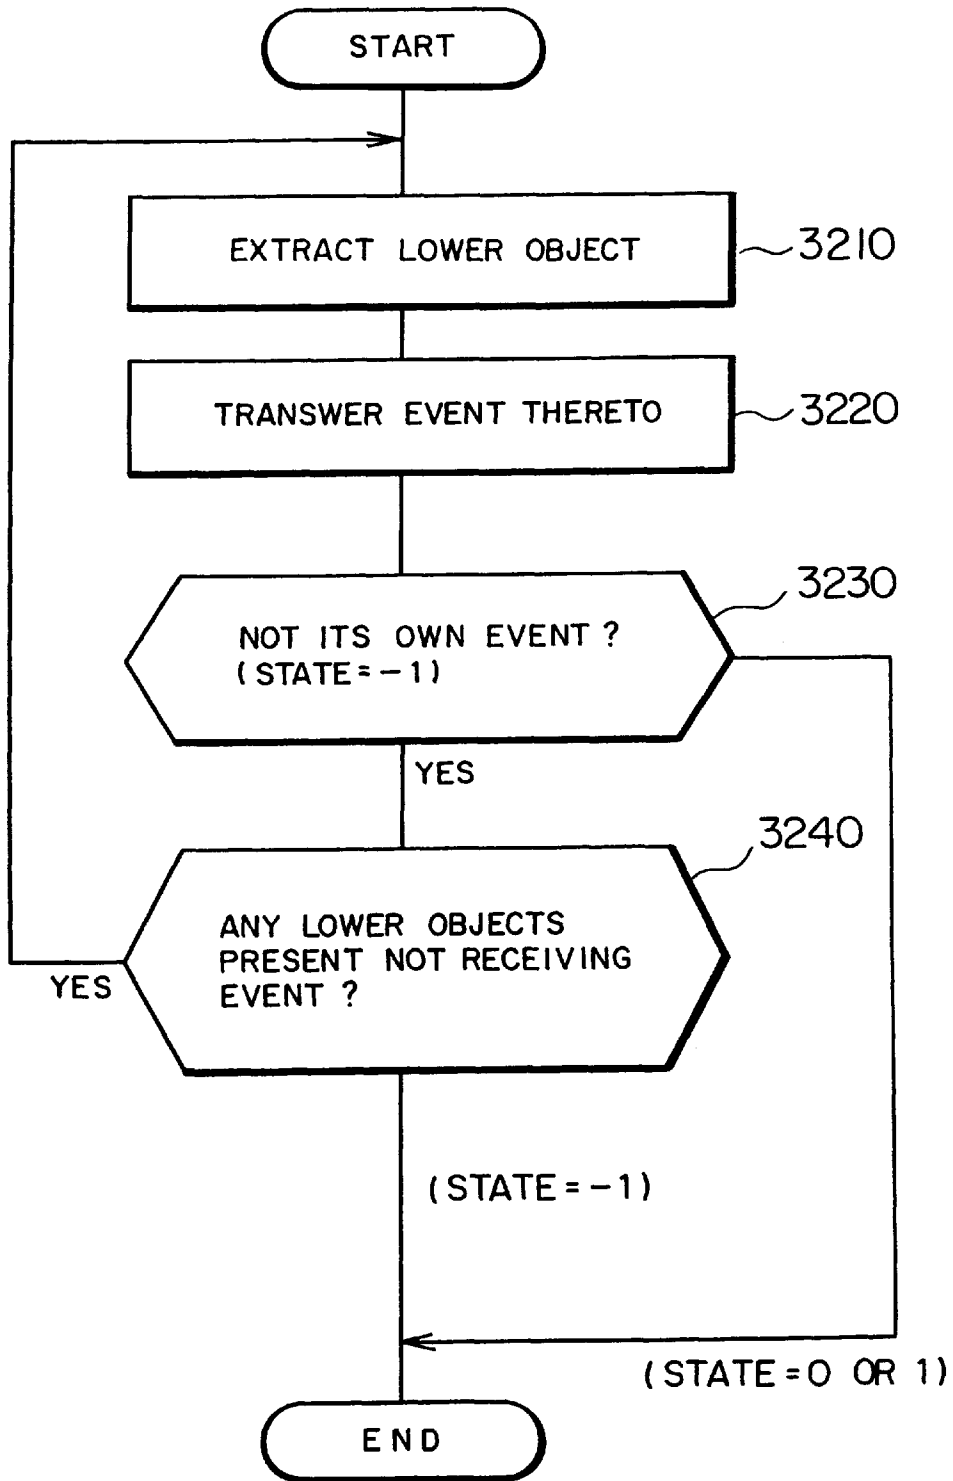 START
EXTRACT LOWER OBJECT
3210
TRANSWER EVENT THERETO
3220
3230
NOT ITS OWN EVENT ?
(STATE=-1)
YES
3240
ANY LOWER OBJECTS
PRESENT NOT RECEIVING
EVENT ?
YES
(STATE=-1)
(STATE=0 OR 1)
END